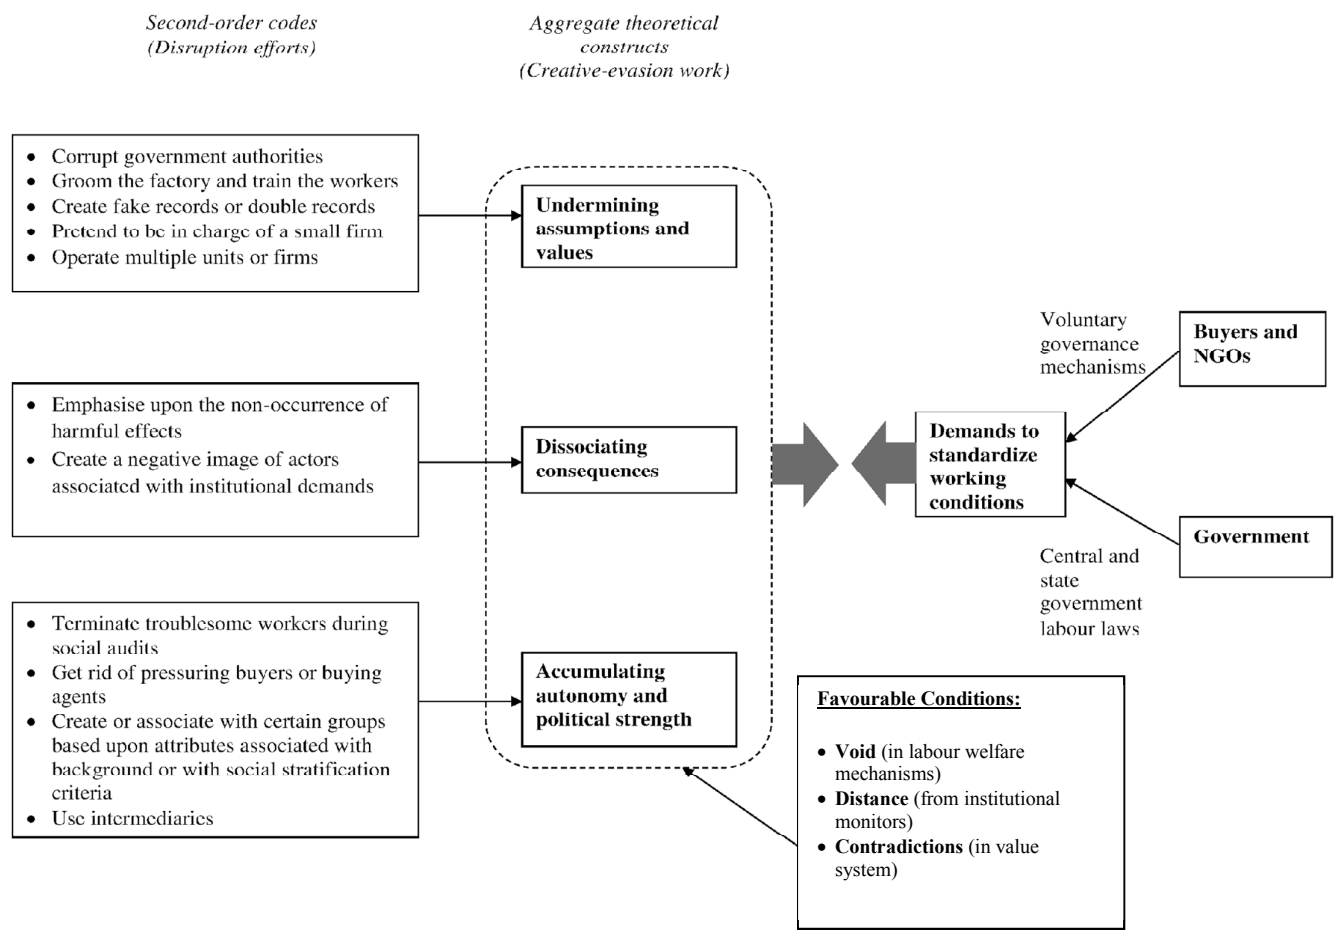 Second-order codes
(Disruption efforts)
Aggregate theoretical
constructs
(Creative-evasion work)
• Corrupt government authorities
• Groom the factory and train the workers
• Create fake records or double records
• Pretend to be in charge of a small firm
• Operate multiple units or firms
Undermining
assumptions and
values
• Emphasise upon the non-occurrence of
harmful effects
• Create a negative image of actors
associated with institutional demands
Dissociating
consequences
• Terminate troublesome workers during
social audits
• Get rid of pressuring buyers or buying
agents
• Create or associate with certain groups
based upon attributes associated with
background or with social stratification
criteria
• Use intermediaries
Accumulating
autonomy and
political strength
Demands to
standardize
working
conditions
Voluntary
governance
mechanisms
Buyers and
NGOs
Government
Central and
state
government
labour laws
Favourable Conditions:
• Void (in labour welfare
mechanisms)
• Distance (from institutional
monitors)
• Contradictions (in value
system)